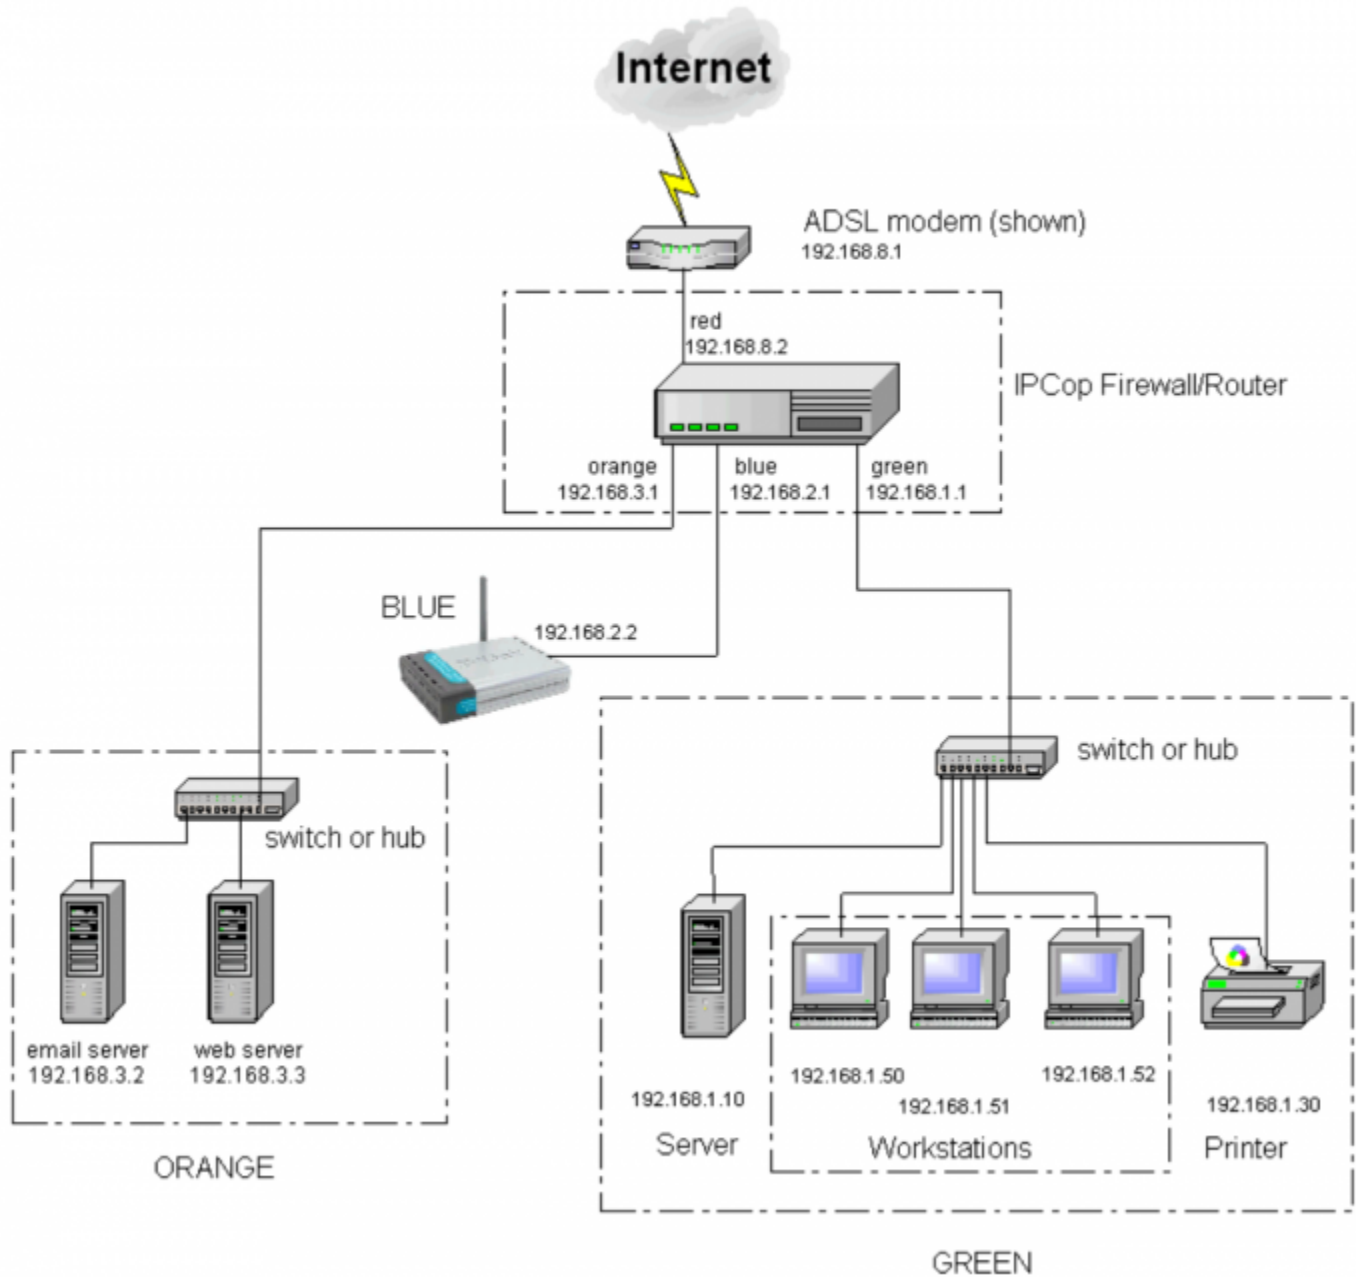 Internet
ADSL modem (shown)
192.168.8.1
red
192.168.8.2
IPCop Firewall/Router
orange
192.168.3.1
blue
192.168.2.1
green
192.168.1.1
BLUE
192.168.2.2
switch or hub
switch or hub
email server
192.168.3.2
web server
192.168.3.3
ORANGE
192.168.1.10
Server
192.168.1.50
192.168.1.51
192.168.1.52
Workstations
192.168.1.30
Printer
GREEN